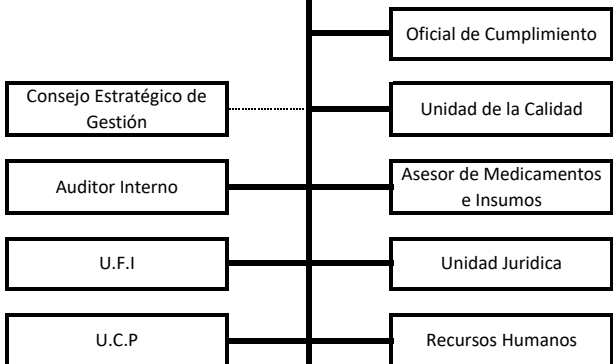 Oficial de Cumplimiento
Consejo Estratégico de
Gestión
Unidad de la Calidad
Auditor Interno
Asesor de Medicamentos
e Insumos
U.F.I
Unidad Juridica
U.C.P
Recursos Humanos